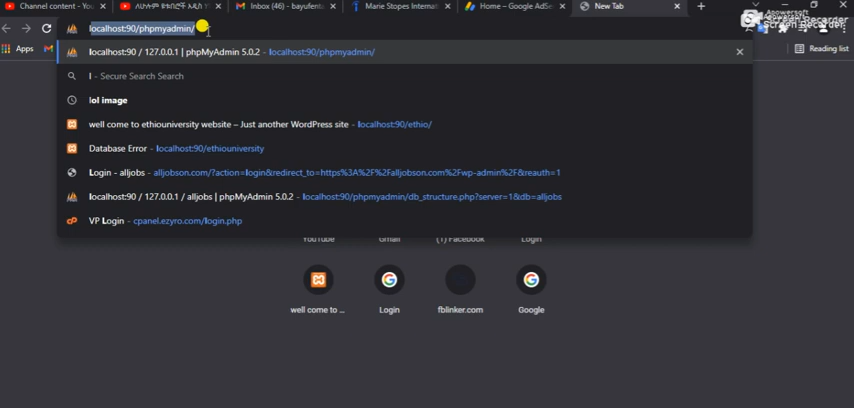 Channel content - You
Inbox (46) - bayufenta
Marie Stopes Internati
Home – Google AdSe
New Tab
localhost:90/phpmyadmin/
Apowersoft
Screen Recorder
Apps
Reading list
localhost:90 / 127.0.0.1 | phpMyAdmin 5.0.2 - localhost:90/phpmyadmin/
l - Secure Search Search
lol image
well come to ethiouniversity website – Just another WordPress site - localhost:90/ethio/
Database Error - localhost:90/ethiouniversity
Login - alljobs - alljobson.com/?action=login&redirect_to=https%3A%2F%2Falljobson.com%2Fwp-admin%2F&reauth=1
localhost:90 / 127.0.0.1 / alljobs | phpMyAdmin 5.0.2 - localhost:90/phpmyadmin/db_structure.php?server=1&db=alljobs
VP Login - cpanel.ezyro.com/login.php
YouTube Gmail (1) Facebook Login
well come to ... Login fblinker.com Google